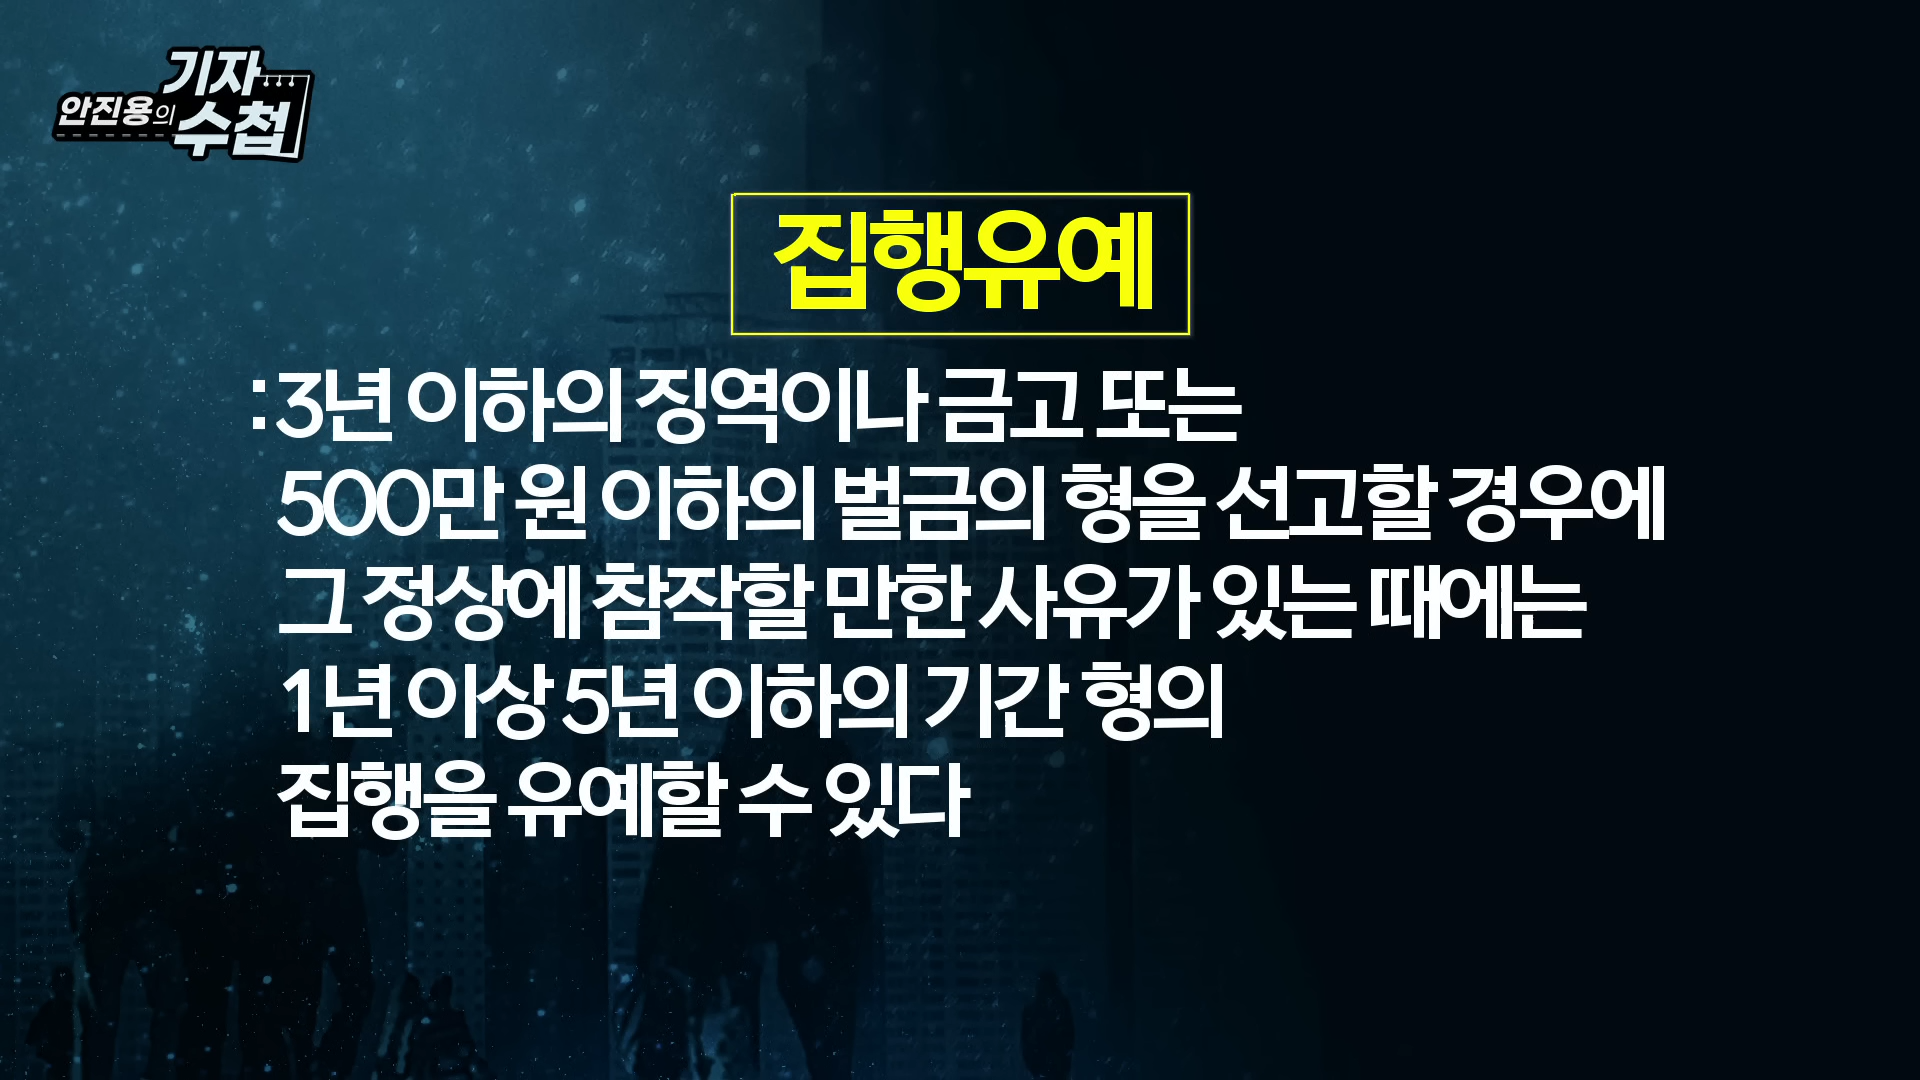 안진용의 기자수첩
집행유예
: 3년 이하의 징역이나 금고 또는
500만 원 이하의 벌금의 형을 선고할 경우에
그 정상에 참작할 만한 사유가 있는 때에는
1년 이상 5년 이하의 기간 형의
집행을 유예할 수 있다